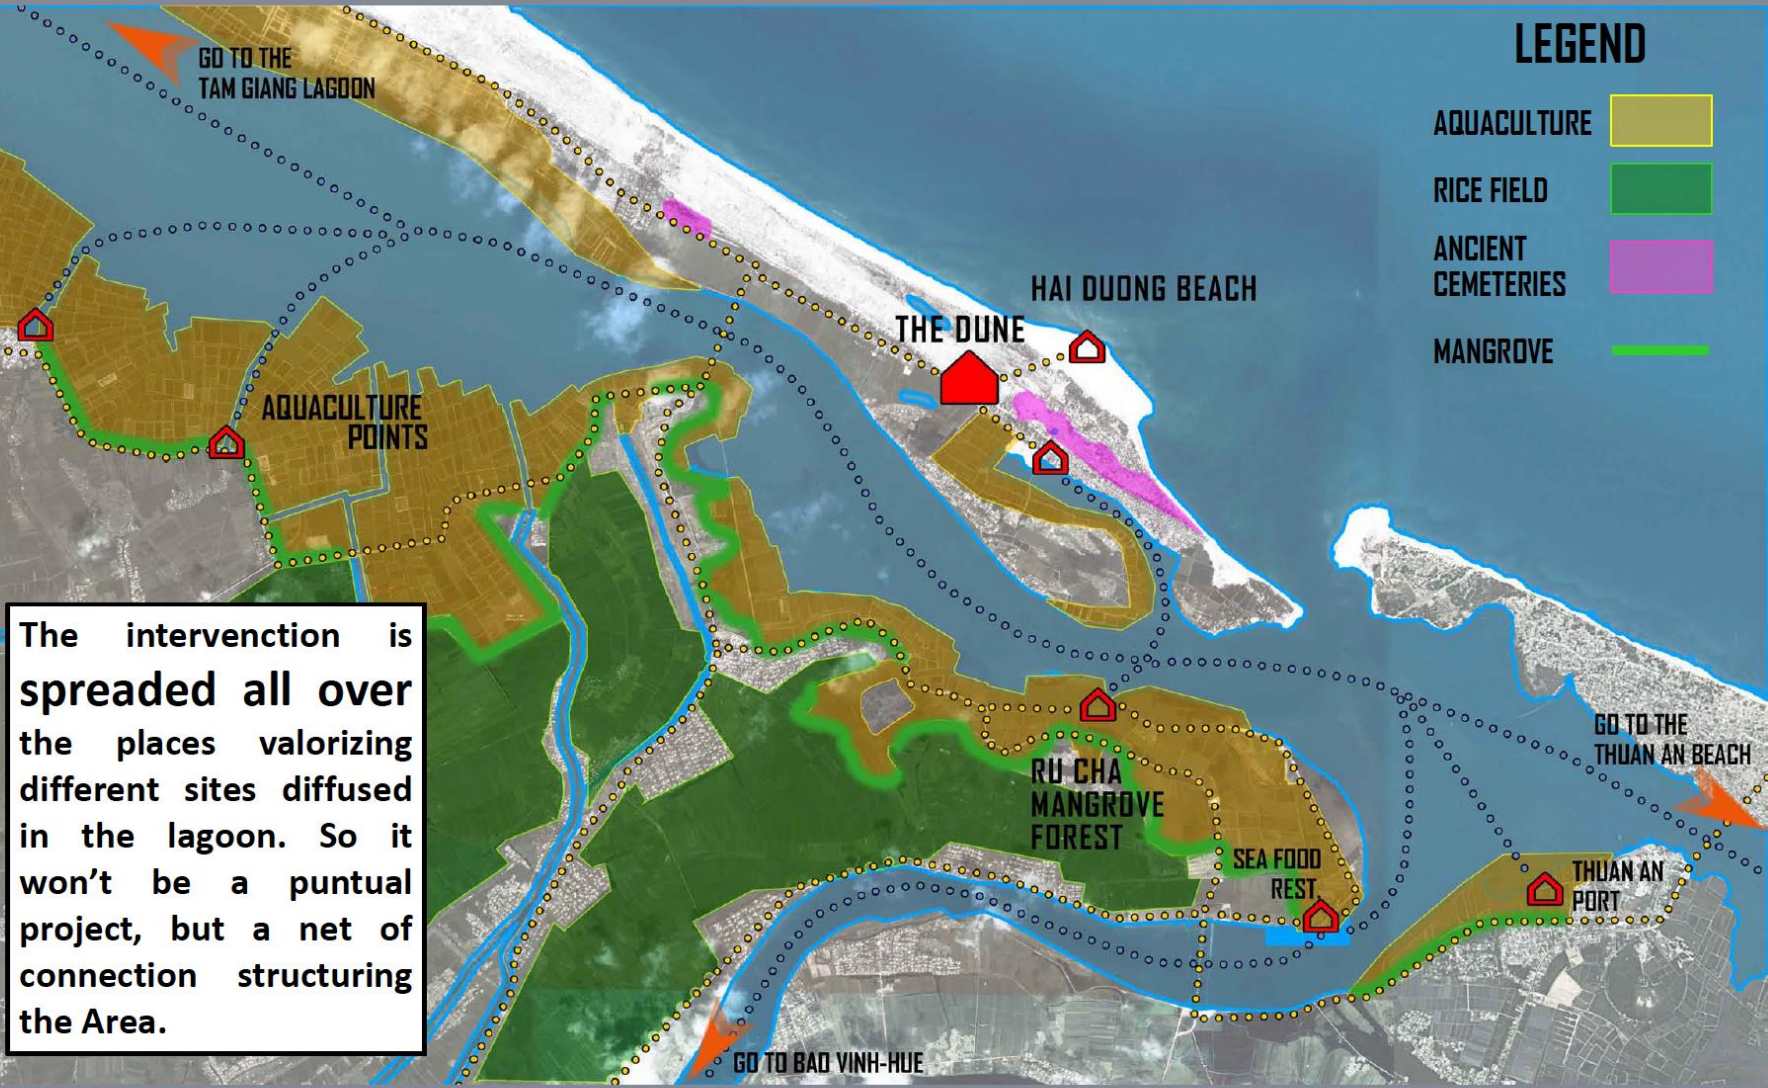 GO TO THE
TAM GIANG LAGOON
LEGEND
AQUACULTURE
RICE FIELD
ANCIENT
CEMETERIES
MANGROVE
HAI DUONG BEACH
THE DUNE
AQUACULTURE
POINTS
The intervenction is
spreaded all over
the places valorizing
different sites diffused
in the lagoon. So it
won't be a puntual
project, but a net of
connection structuring
the Area.
GO TO THE
THUAN AN BEACH
RU CHA
MANGROVE
FOREST
SEA FOOD
REST.
THUAN AN
PORT
GO TO BAO VINH-HUE